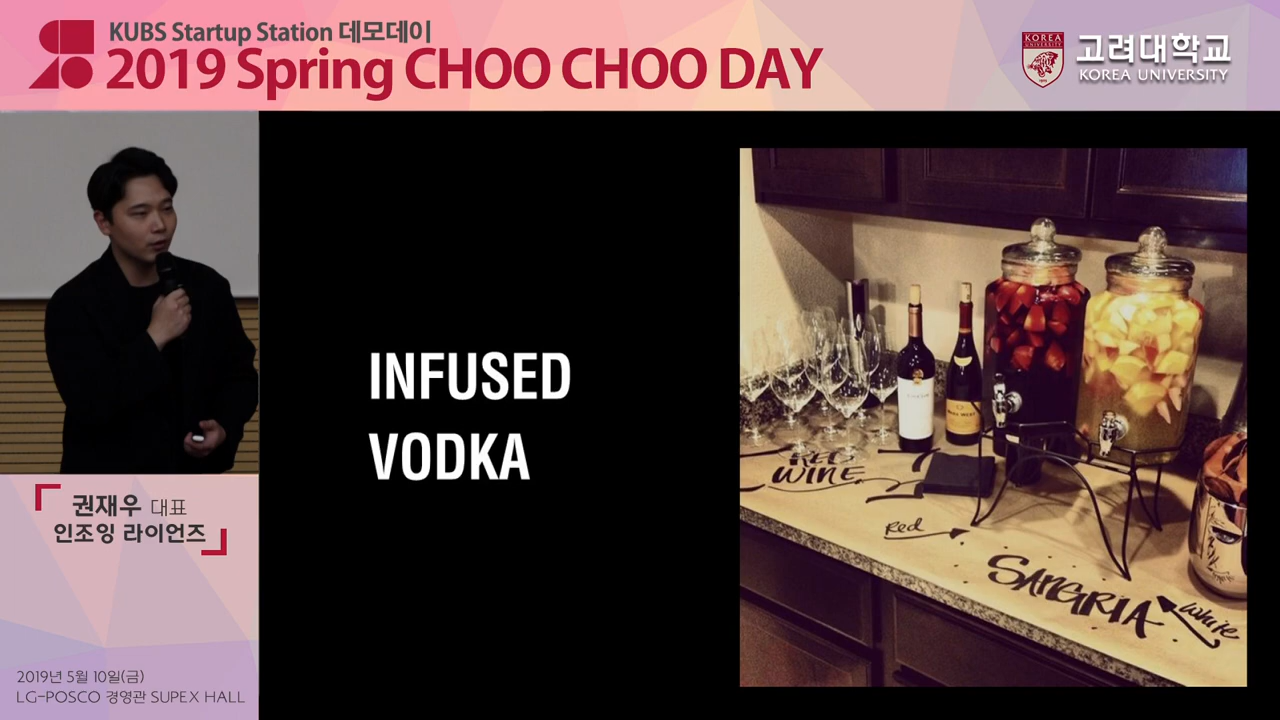 KUBS Startup Station 데모데이
2019 Spring CHOO CHOO DAY
KOREA
UNIVERSITY
고려대학교
KOREA UNIVERSITY
INFUSED
VODKA
RED
WINE
Red
SANGRIA
White
권재우 대표
인조잉 라이언즈
2019년 5월 10일(금)
LG-POSCO 경영관 SUPEX HALL